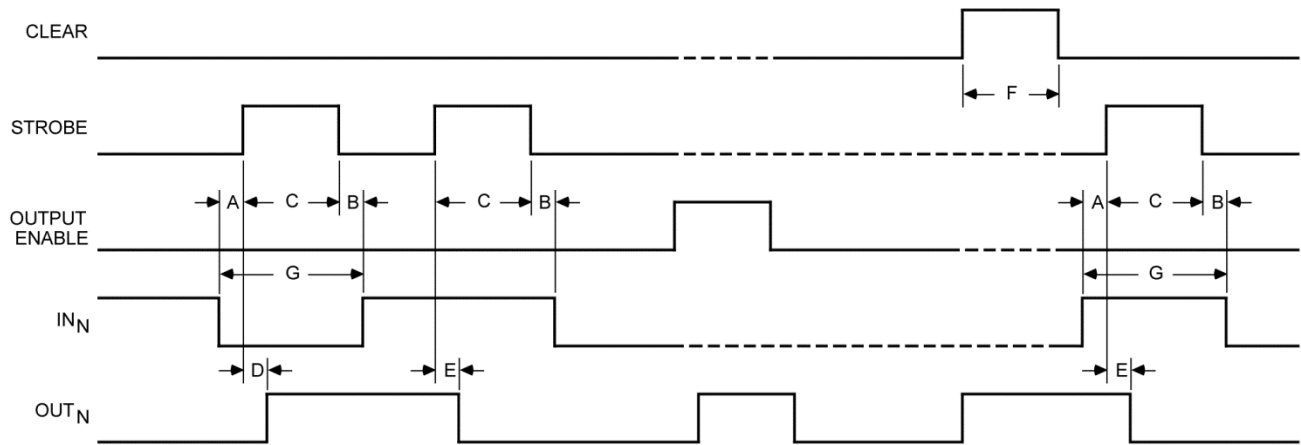 CLEAR
F
STROBE
A C B C B A C B
OUTPUT
ENABLE
G G
INN
D E E
OUTN